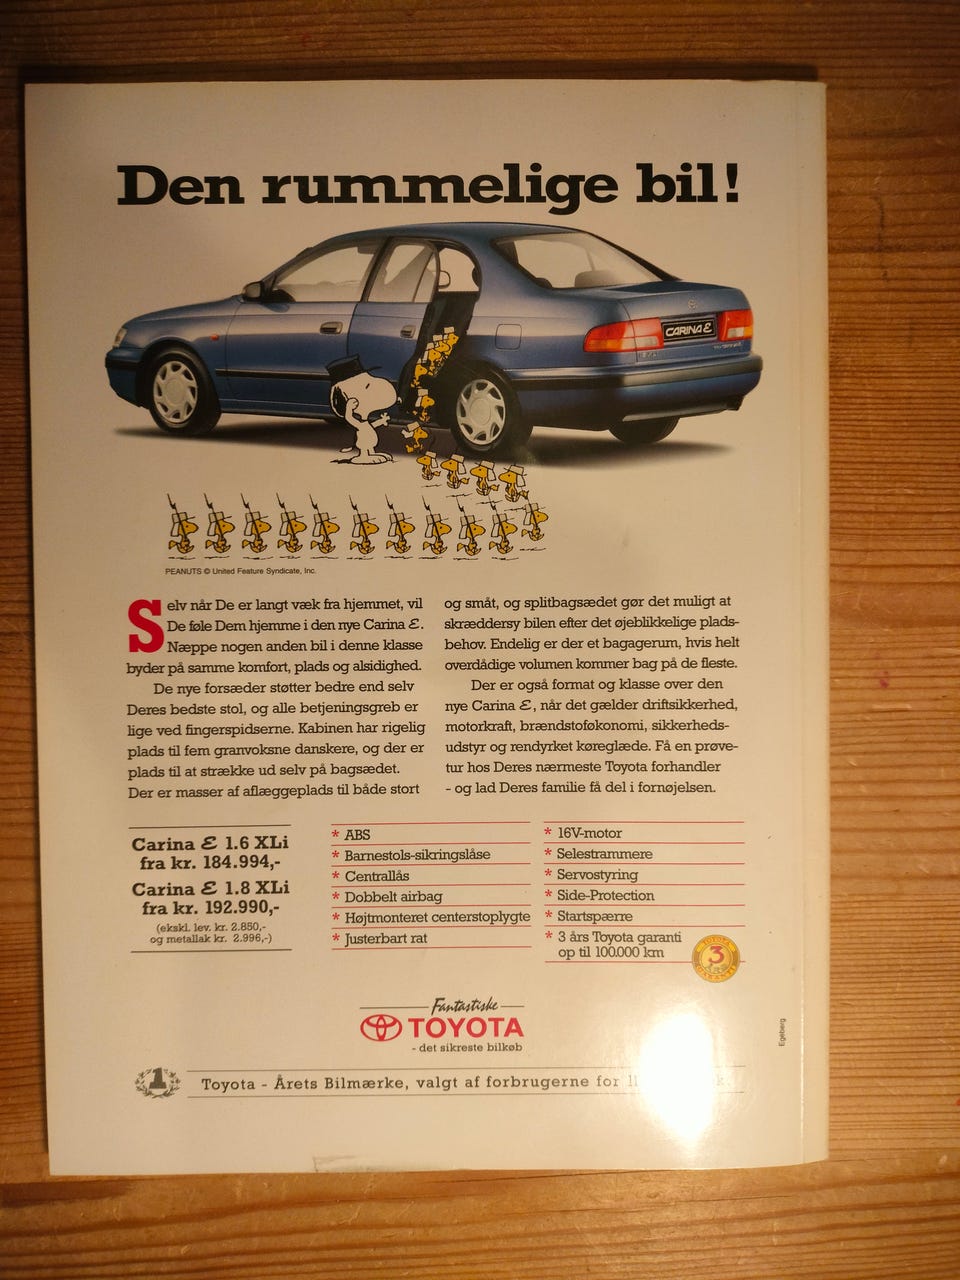 Den rummelige bil!
CARINA E
PEANUTS © United Feature Syndicate, Inc.
Selv når De er langt væk fra hjemmet, vil
De føle Dem hjemme i den nye Carina E.
Næppe nogen anden bil i denne klasse
byder på samme komfort, plads og alsidighed.
De nye forsæder støtter bedre end selv
Deres bedste stol, og alle betjeningsgreb er
lige ved fingerspidserne. Kabinen har rigelig
plads til fem granvoksne danskere, og der er
plads til at strække ud selv på bagsædet.
Der er masser af aflæggeplads til både stort
og småt, og splitbagsædet gør det muligt at
skræddersy bilen efter det øjeblikkelige plads-
behov. Endelig er der et bagagerum, hvis helt
overdådige volumen kommer bag på de fleste.
Der er også format og klasse over den
nye Carina E, når det gælder driftsikkerhed,
motorkraft, brændstoføkonomi, sikkerheds-
udstyr og rendyrket køreglæde. Få en prøve-
tur hos Deres nærmeste Toyota forhandler
- og lad Deres familie få del i fornøjelsen.
Carina E 1.6 XLi
fra kr. 184.994,-
Carina E 1.8 XLi
fra kr. 192.990,-
(ekskl. lev. kr. 2.850,-
og metallak kr. 2.996,-)
* ABS
* Barnestols-sikringslåse
* Centrallås
* Dobbelt airbag
* Højtmonteret centerstoplygte
* Justerbart rat
* 16V-motor
* Selestrammere
* Servostyring
* Side-Protection
* Startspærre
* 3 års Toyota garanti
op til 100.000 km
TOYOTA
3
ÅRS
GARANTI
Fantastiske
TOYOTA
- det sikreste bilkøb
Egeberg
1 Toyota - Årets Bilmærke, valgt af forbrugerne for